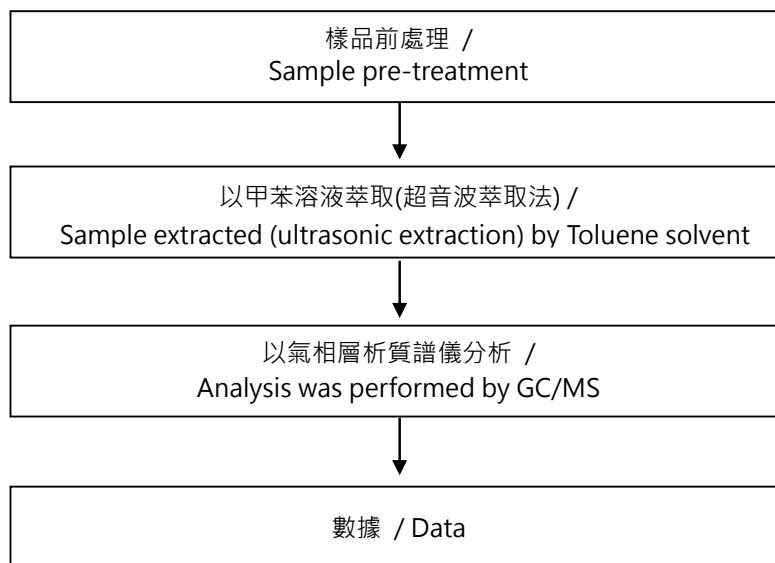 樣品前處理 /
Sample pre-treatment
以甲苯溶液萃取(超音波萃取法) /
Sample extracted (ultrasonic extraction) by Toluene solvent
以氣相層析質譜儀分析 /
Analysis was performed by GC/MS
數據 / Data